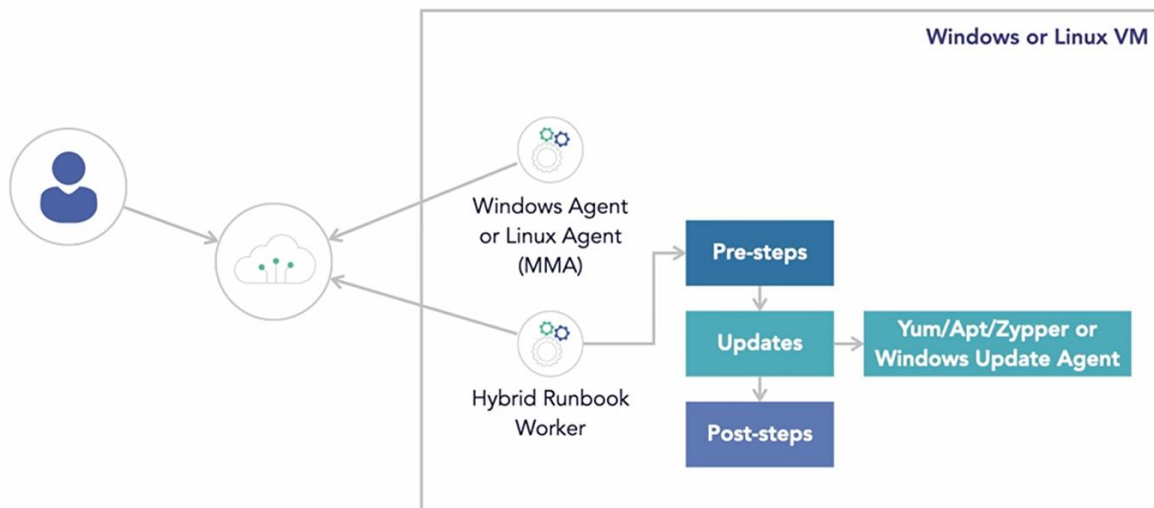 Windows or Linux VM
Windows Agent
or Linux Agent
(MMA)
Pre-steps
Updates
Yum/Apt/Zypper or
Windows Update Agent
Hybrid Runbook
Worker
Post-steps